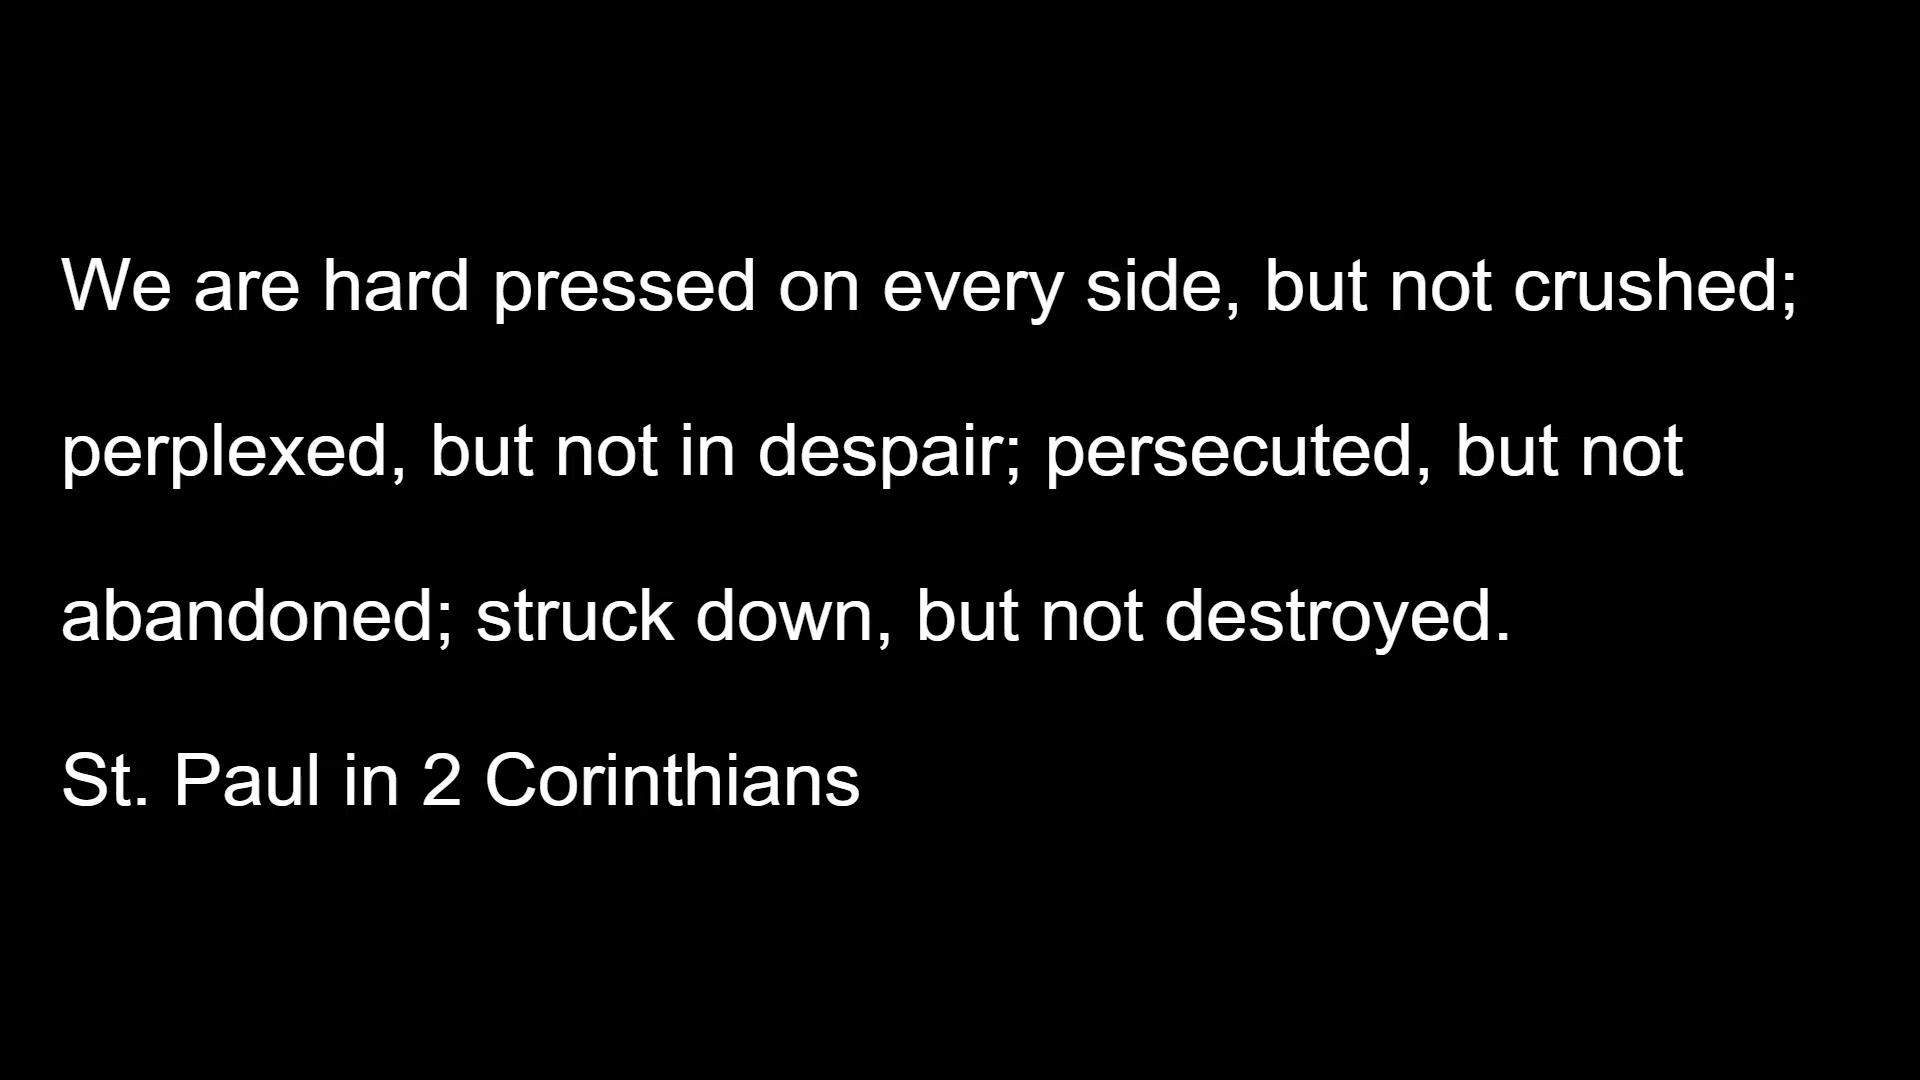 We are hard pressed on every side, but not crushed;
perplexed, but not in despair; persecuted, but not
abandoned; struck down, but not destroyed.
St. Paul in 2 Corinthians